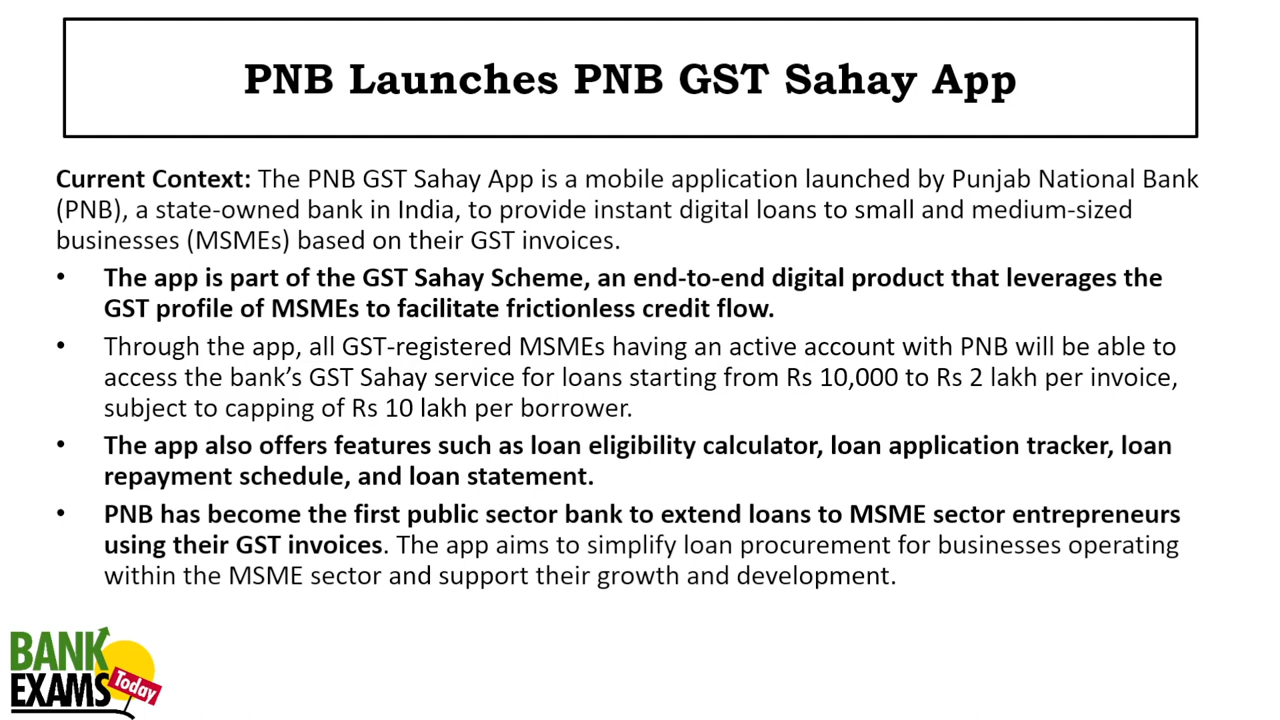 PNB Launches PNB GST Sahay App
Current Context: The PNB GST Sahay App is a mobile application launched by Punjab National Bank
(PNB), a state-owned bank in India, to provide instant digital loans to small and medium-sized
businesses (MSMEs) based on their GST invoices.
• The app is part of the GST Sahay Scheme, an end-to-end digital product that leverages the
GST profile of MSMEs to facilitate frictionless credit flow.
• Through the app, all GST-registered MSMEs having an active account with PNB will be able to
access the bank’s GST Sahay service for loans starting from Rs 10,000 to Rs 2 lakh per invoice,
subject to capping of Rs 10 lakh per borrower.
• The app also offers features such as loan eligibility calculator, loan application tracker, loan
repayment schedule, and loan statement.
• PNB has become the first public sector bank to extend loans to MSME sector entrepreneurs
using their GST invoices. The app aims to simplify loan procurement for businesses operating
within the MSME sector and support their growth and development.
BANK
EXAMS Today